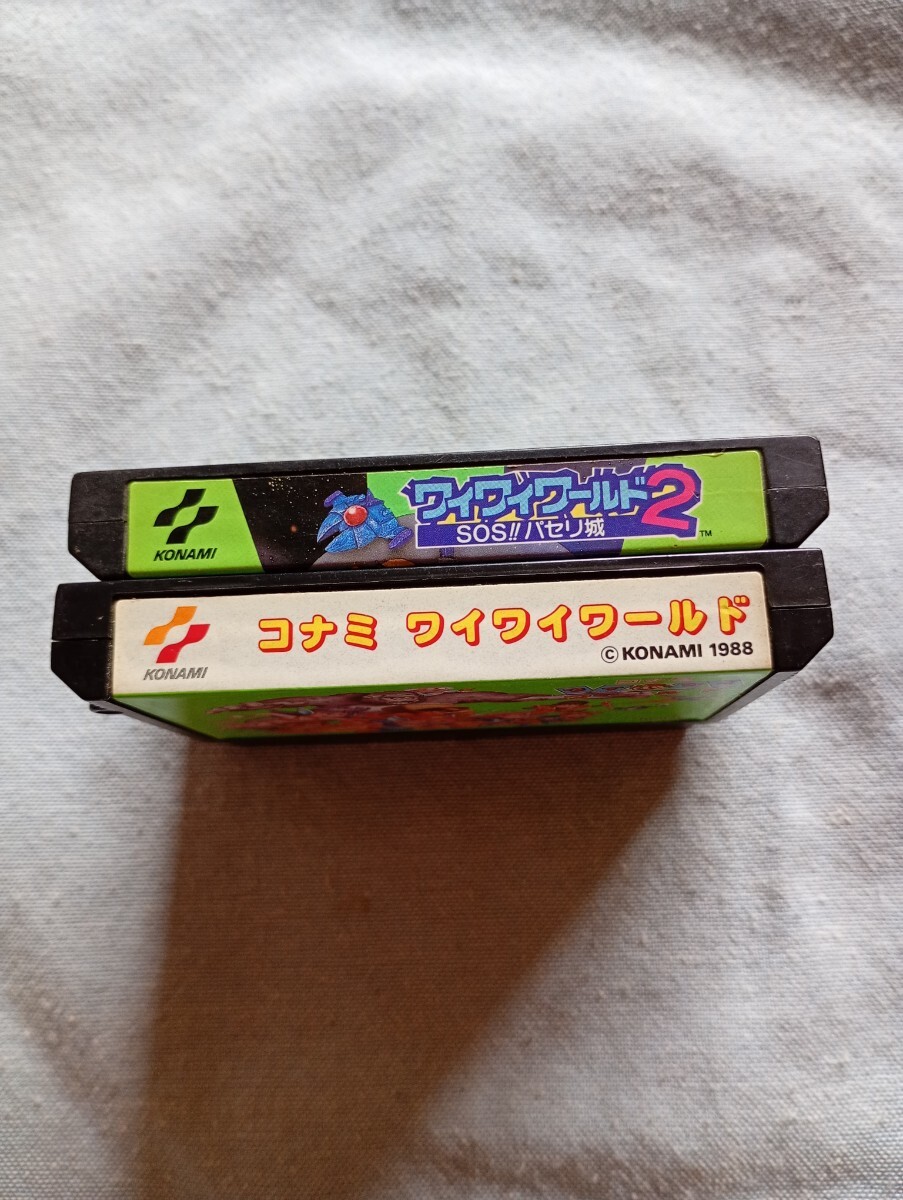 KONAMI
ワイワイワールド2
SOS!!パセリ城
TM
KONAMI
コナミ ワイワイワールド
© KONAMI 1988